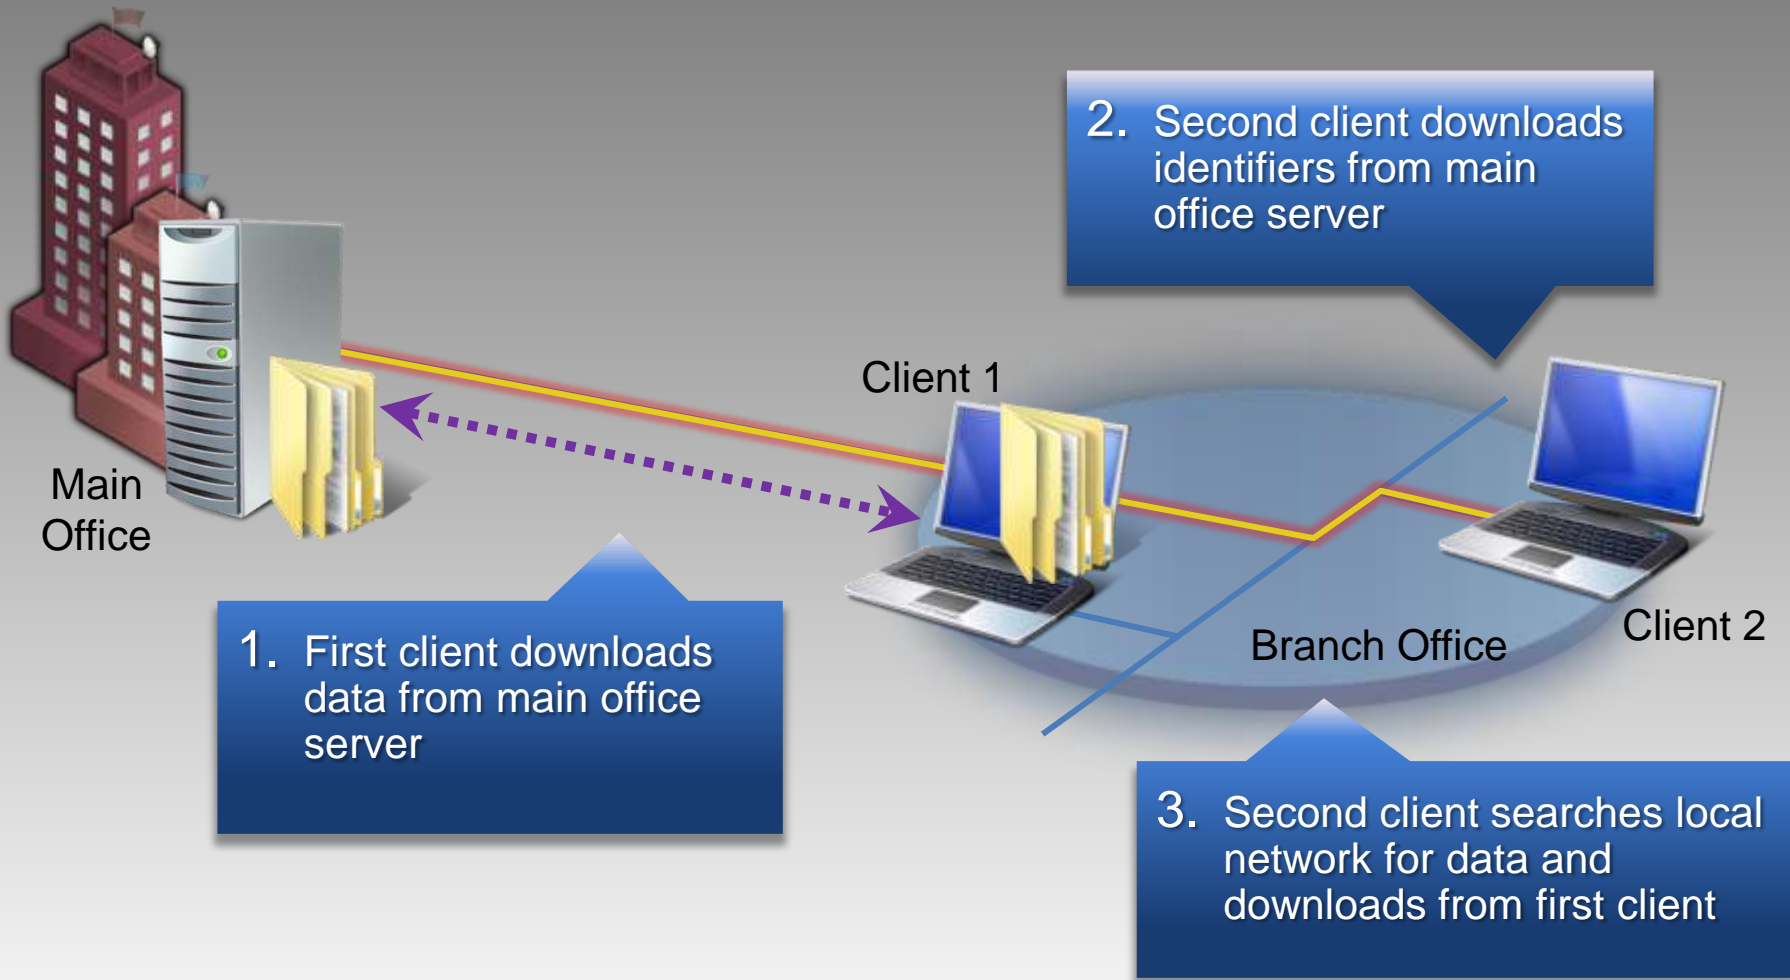 2. Second client downloads
identifiers from main
office server
Client 1
Main
Office
1. First client downloads
data from main office
server
Branch Office
Client 2
3. Second client searches local
network for data and
downloads from first client